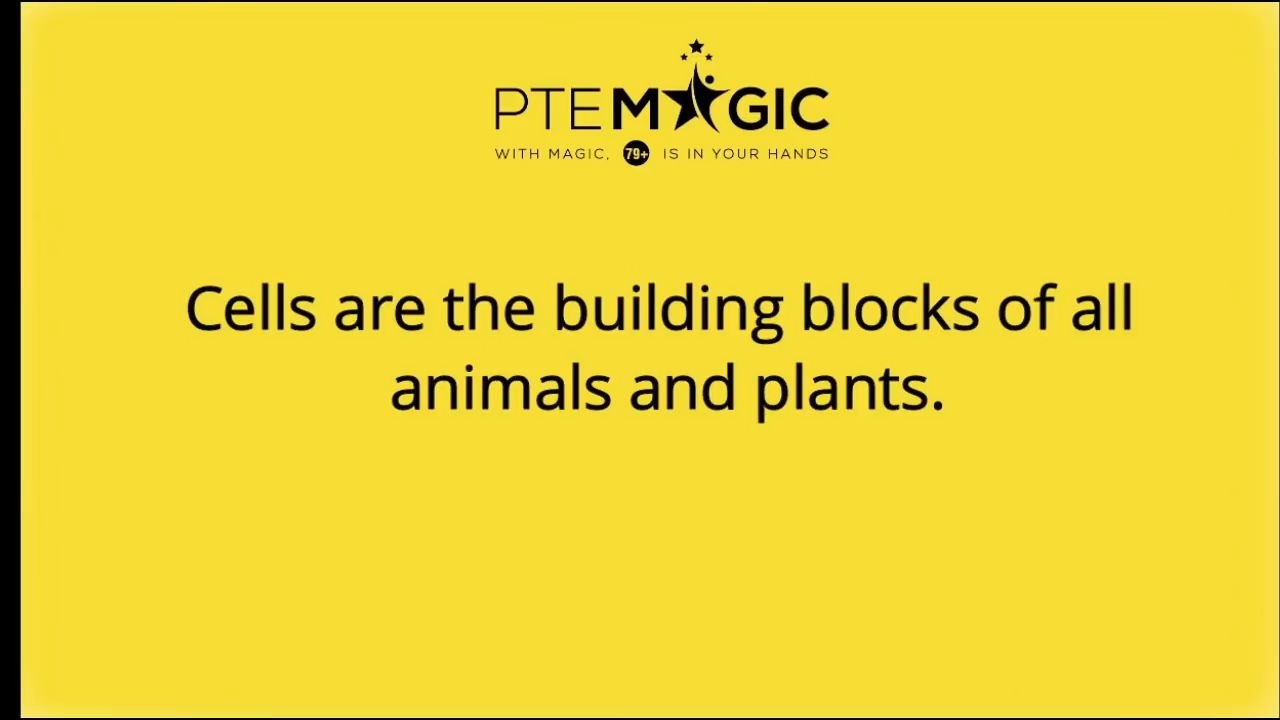 PTEMAGIC
WITH MAGIC, 79+ IS IN YOUR HANDS
Cells are the building blocks of all
animals and plants.